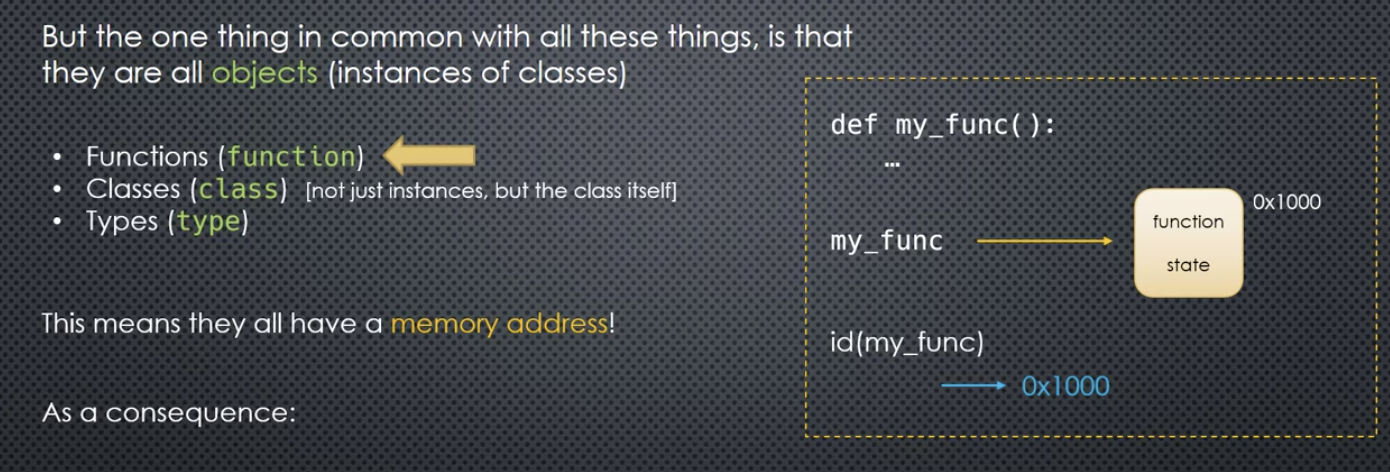 But the one thing in common with all these things, is that
they are all objects (instances of classes)
• Functions (function)
• Classes (class) [not just instances, but the class itself]
• Types (type)
This means they all have a memory address!
As a consequence:
def my_func():
…
my_func
function
state
0x1000
id(my_func)
0x1000